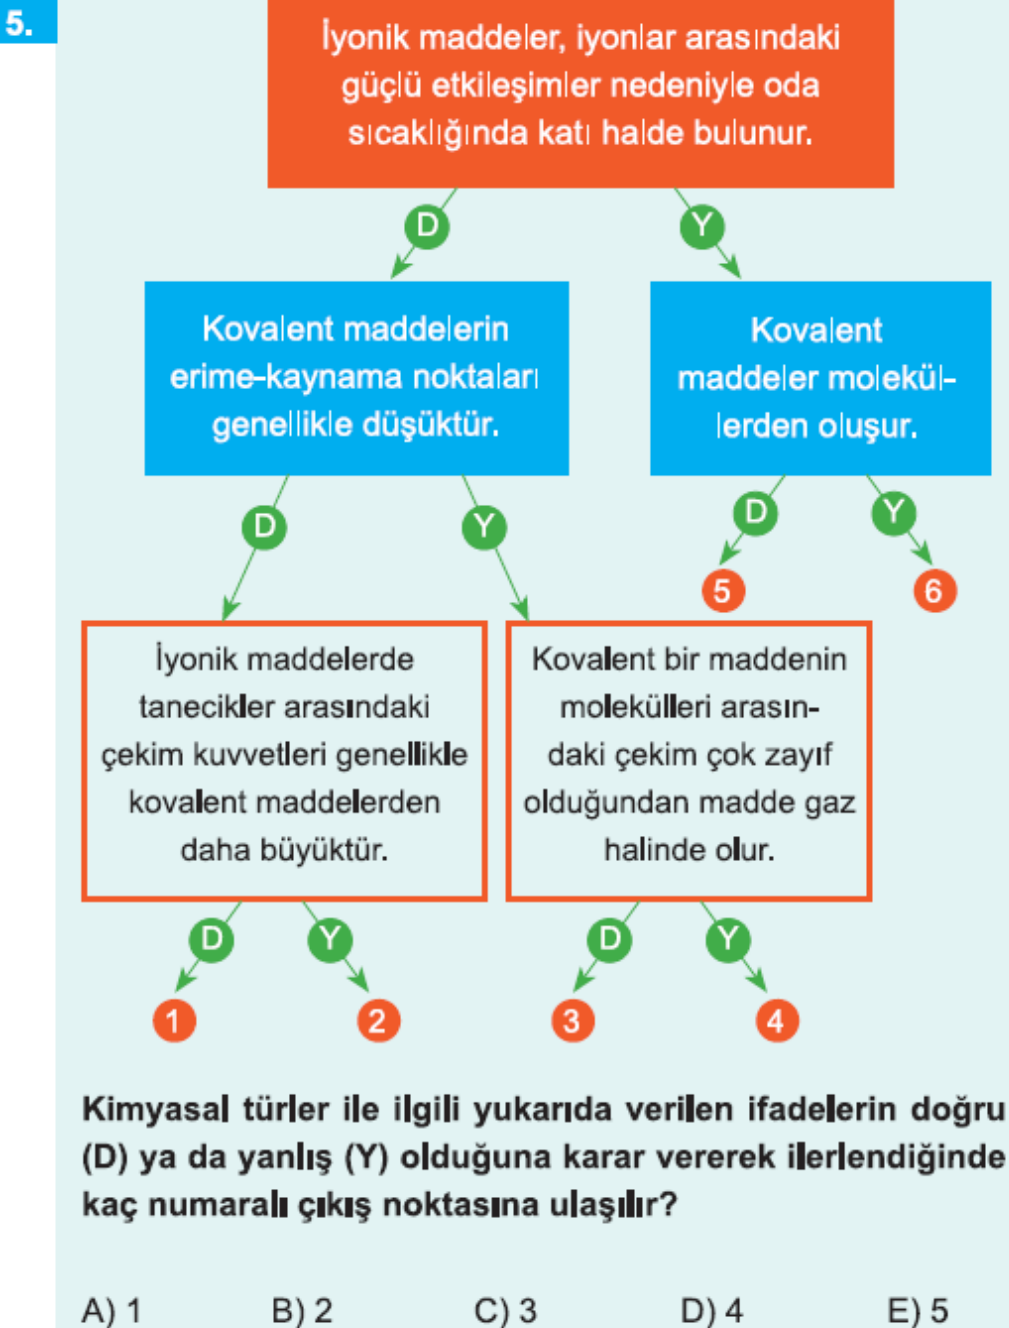 5.
İyonik maddeler, iyonlar arasındaki
güçlü etkileşimler nedeniyle oda
sıcaklığında katı halde bulunur.
D
Y
Kovalent maddelerin
erime-kaynama noktaları
genellikle düşüktür.
Kovalent
maddeler molekül-
lerden oluşur.
D
Y
D
Y
5
6
İyonik maddelerde
tanecikler arasındaki
çekim kuvvetleri genellikle
kovalent maddelerden
daha büyüktür.
Kovalent bir maddenin
molekülleri arasın-
daki çekim çok zayıf
olduğundan madde gaz
halinde olur.
D
Y
D
Y
1
2
3
4
Kimyasal türler ile ilgili yukarıda verilen ifadelerin doğru
(D) ya da yanlış (Y) olduğuna karar vererek ilerlendiğinde
kaç numaralı çıkış noktasına ulaşılır?
A) 1 B) 2 C) 3 D) 4 E) 5